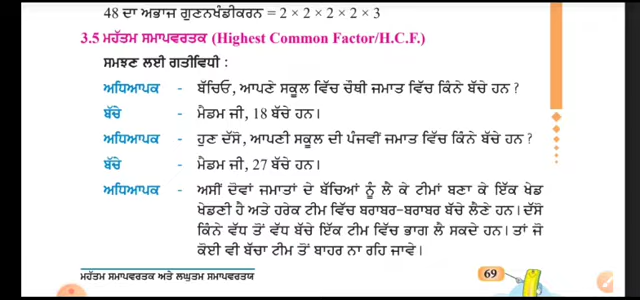 48 ਦਾ ਅਭਾਜ ਗੁਣਨਖੰਡੀਕਰਨ = 2 × 2 × 2 × 2 × 3
3.5 ਮਹੱਤਮ ਸਮਾਪਵਰਤਕ (Highest Common Factor/H.C.F.)
ਸਮਝਣ ਲਈ ਗਤੀਵਿਧੀ :
ਅਧਿਆਪਕ - ਬੱਚਿਓ, ਆਪਣੇ ਸਕੂਲ ਵਿੱਚ ਚੌਥੀ ਜਮਾਤ ਵਿੱਚ ਕਿੰਨੇ ਬੱਚੇ ਹਨ ?
ਬੱਚੇ - ਮੈਡਮ ਜੀ, 18 ਬੱਚੇ ਹਨ।
ਅਧਿਆਪਕ - ਹੁਣ ਦੱਸੋ, ਆਪਣੀ ਸਕੂਲ ਦੀ ਪੰਜਵੀਂ ਜਮਾਤ ਵਿੱਚ ਕਿੰਨੇ ਬੱਚੇ ਹਨ ?
ਬੱਚੇ - ਮੈਡਮ ਜੀ, 27 ਬੱਚੇ ਹਨ।
ਅਧਿਆਪਕ - ਅਸੀਂ ਦੋਵਾਂ ਜਮਾਤਾਂ ਦੇ ਬੱਚਿਆਂ ਨੂੰ ਲੈ ਕੇ ਟੀਮਾਂ ਬਣਾ ਕੇ ਇੱਕ ਖੇਡ
ਖੇਡਣੀ ਹੈ ਅਤੇ ਹਰੇਕ ਟੀਮ ਵਿੱਚ ਬਰਾਬਰ-ਬਰਾਬਰ ਬੱਚੇ ਲੈਣੇ ਹਨ। ਦੱਸੋ
ਕਿੰਨੇ ਵੱਧ ਤੋਂ ਵੱਧ ਬੱਚੇ ਇੱਕ ਟੀਮ ਵਿੱਚ ਭਾਗ ਲੈ ਸਕਦੇ ਹਨ। ਤਾਂ ਜੋ
ਕੋਈ ਵੀ ਬੱਚਾ ਟੀਮ ਤੋਂ ਬਾਹਰ ਨਾ ਰਹਿ ਜਾਵੇ।
ਮਹੱਤਮ ਸਮਾਪਵਰਤਕ ਅਤੇ ਲਘੁਤਮ ਸਮਾਪਵਰਤਯ 69